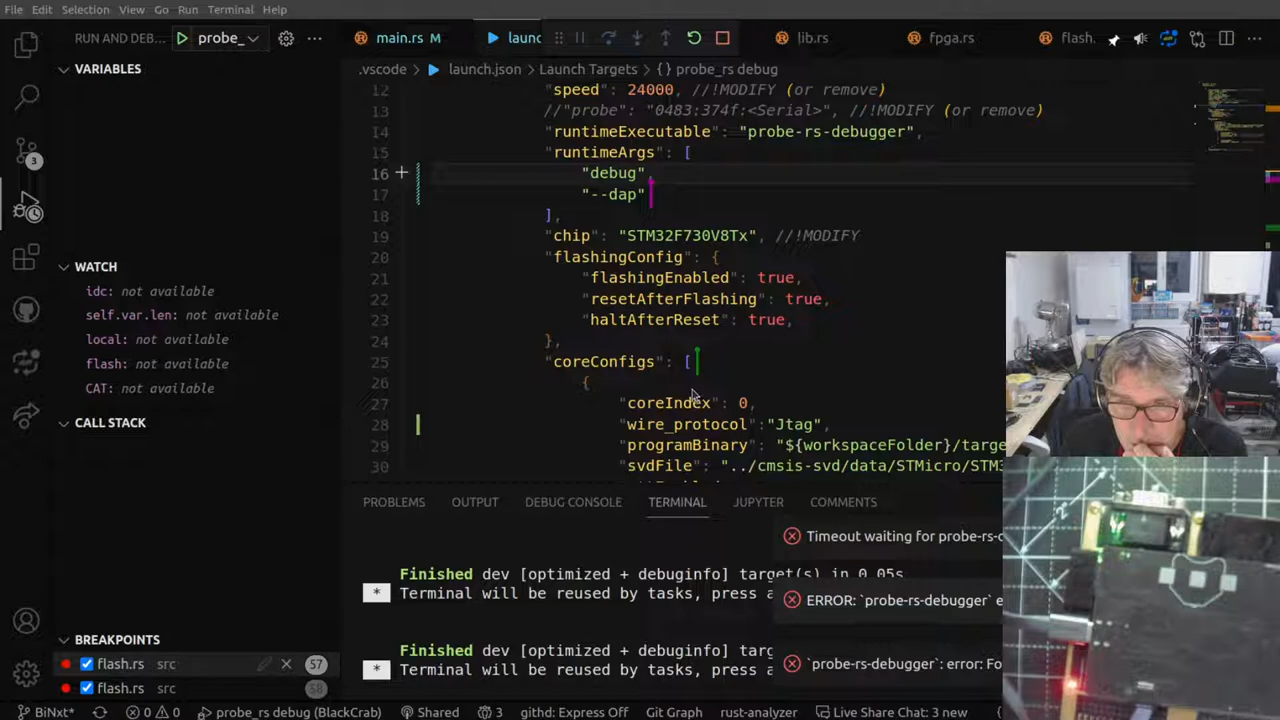 File Edit Selection View Go Run Terminal Help
RUN AND DEB... probe_ main.rs M launc lib.rs fpga.rs flash.
.vscode > launch.json > Launch Targets > {} probe_rs debug
VARIABLES
WATCH
idc: not available
self.var.len: not available
local: not available
flash: not available
CAT: not available
CALL STACK
BREAKPOINTS
flash.rs src 57
flash.rs src 58
12 "speed": 24000, //!MODIFY (or remove)
13 //"probe": "0483:374f:<Serial>", //!MODIFY (or remove)
14 "runtimeExecutable": "probe-rs-debugger",
15 "runtimeArgs": [
16 "debug",
17 "--dap"
18 ],
19 "chip": "STM32F730V8Tx", //!MODIFY
20 "flashingConfig": {
21 "flashingEnabled": true,
22 "resetAfterFlashing": true,
23 "haltAfterReset": true,
24 },
25 "coreConfigs": [
26 {
27 "coreIndex": 0,
28 "wire_protocol":"Jtag",
29 "programBinary": "${workspaceFolder}/targe
30 "svdFile": "../cmsis-svd/data/STMicro/STM3
PROBLEMS OUTPUT DEBUG CONSOLE TERMINAL JUPYTER COMMENTS
Timeout waiting for probe-rs-d
Finished dev [optimized + debuginfo] target(s) in 0.05s
* Terminal will be reused by tasks, press a
ERROR: `probe-rs-debugger` e
Finished dev [optimized + debuginfo] targ
* Terminal will be reused by tasks, press a
`probe-rs-debugger`: error: Fo
BiNxt* 0 0 probe_rs debug (BlackCrab) Shared 3 githd: Express Off Git Graph rust-analyzer Live Share Chat: 3 new
3